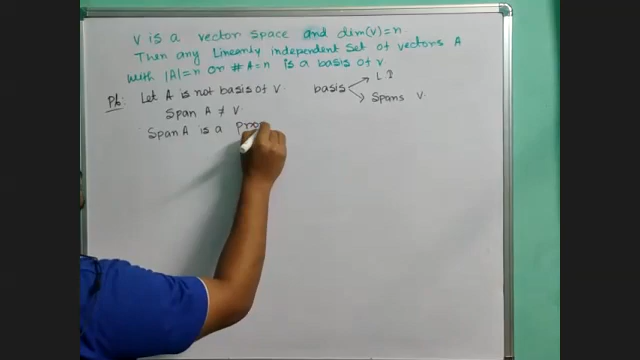 V is a vector space and dim(V)=n.
Then any Linearly independent set of vectors A
with |A|=n or #A=n is a basis of V
Pf: Let A is not basis of V.
basis
L I
Spans V.
Span A ≠ V.
Span A is a Pro